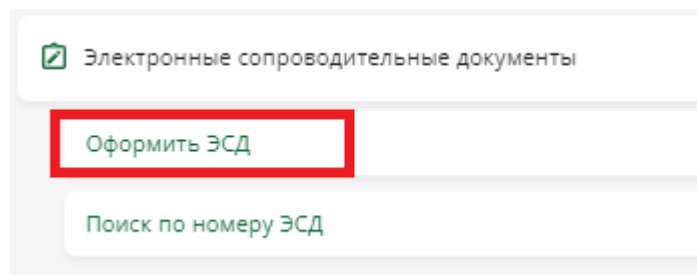 Электронные сопроводительные документы
Оформить ЭСД
Поиск по номеру ЭСД